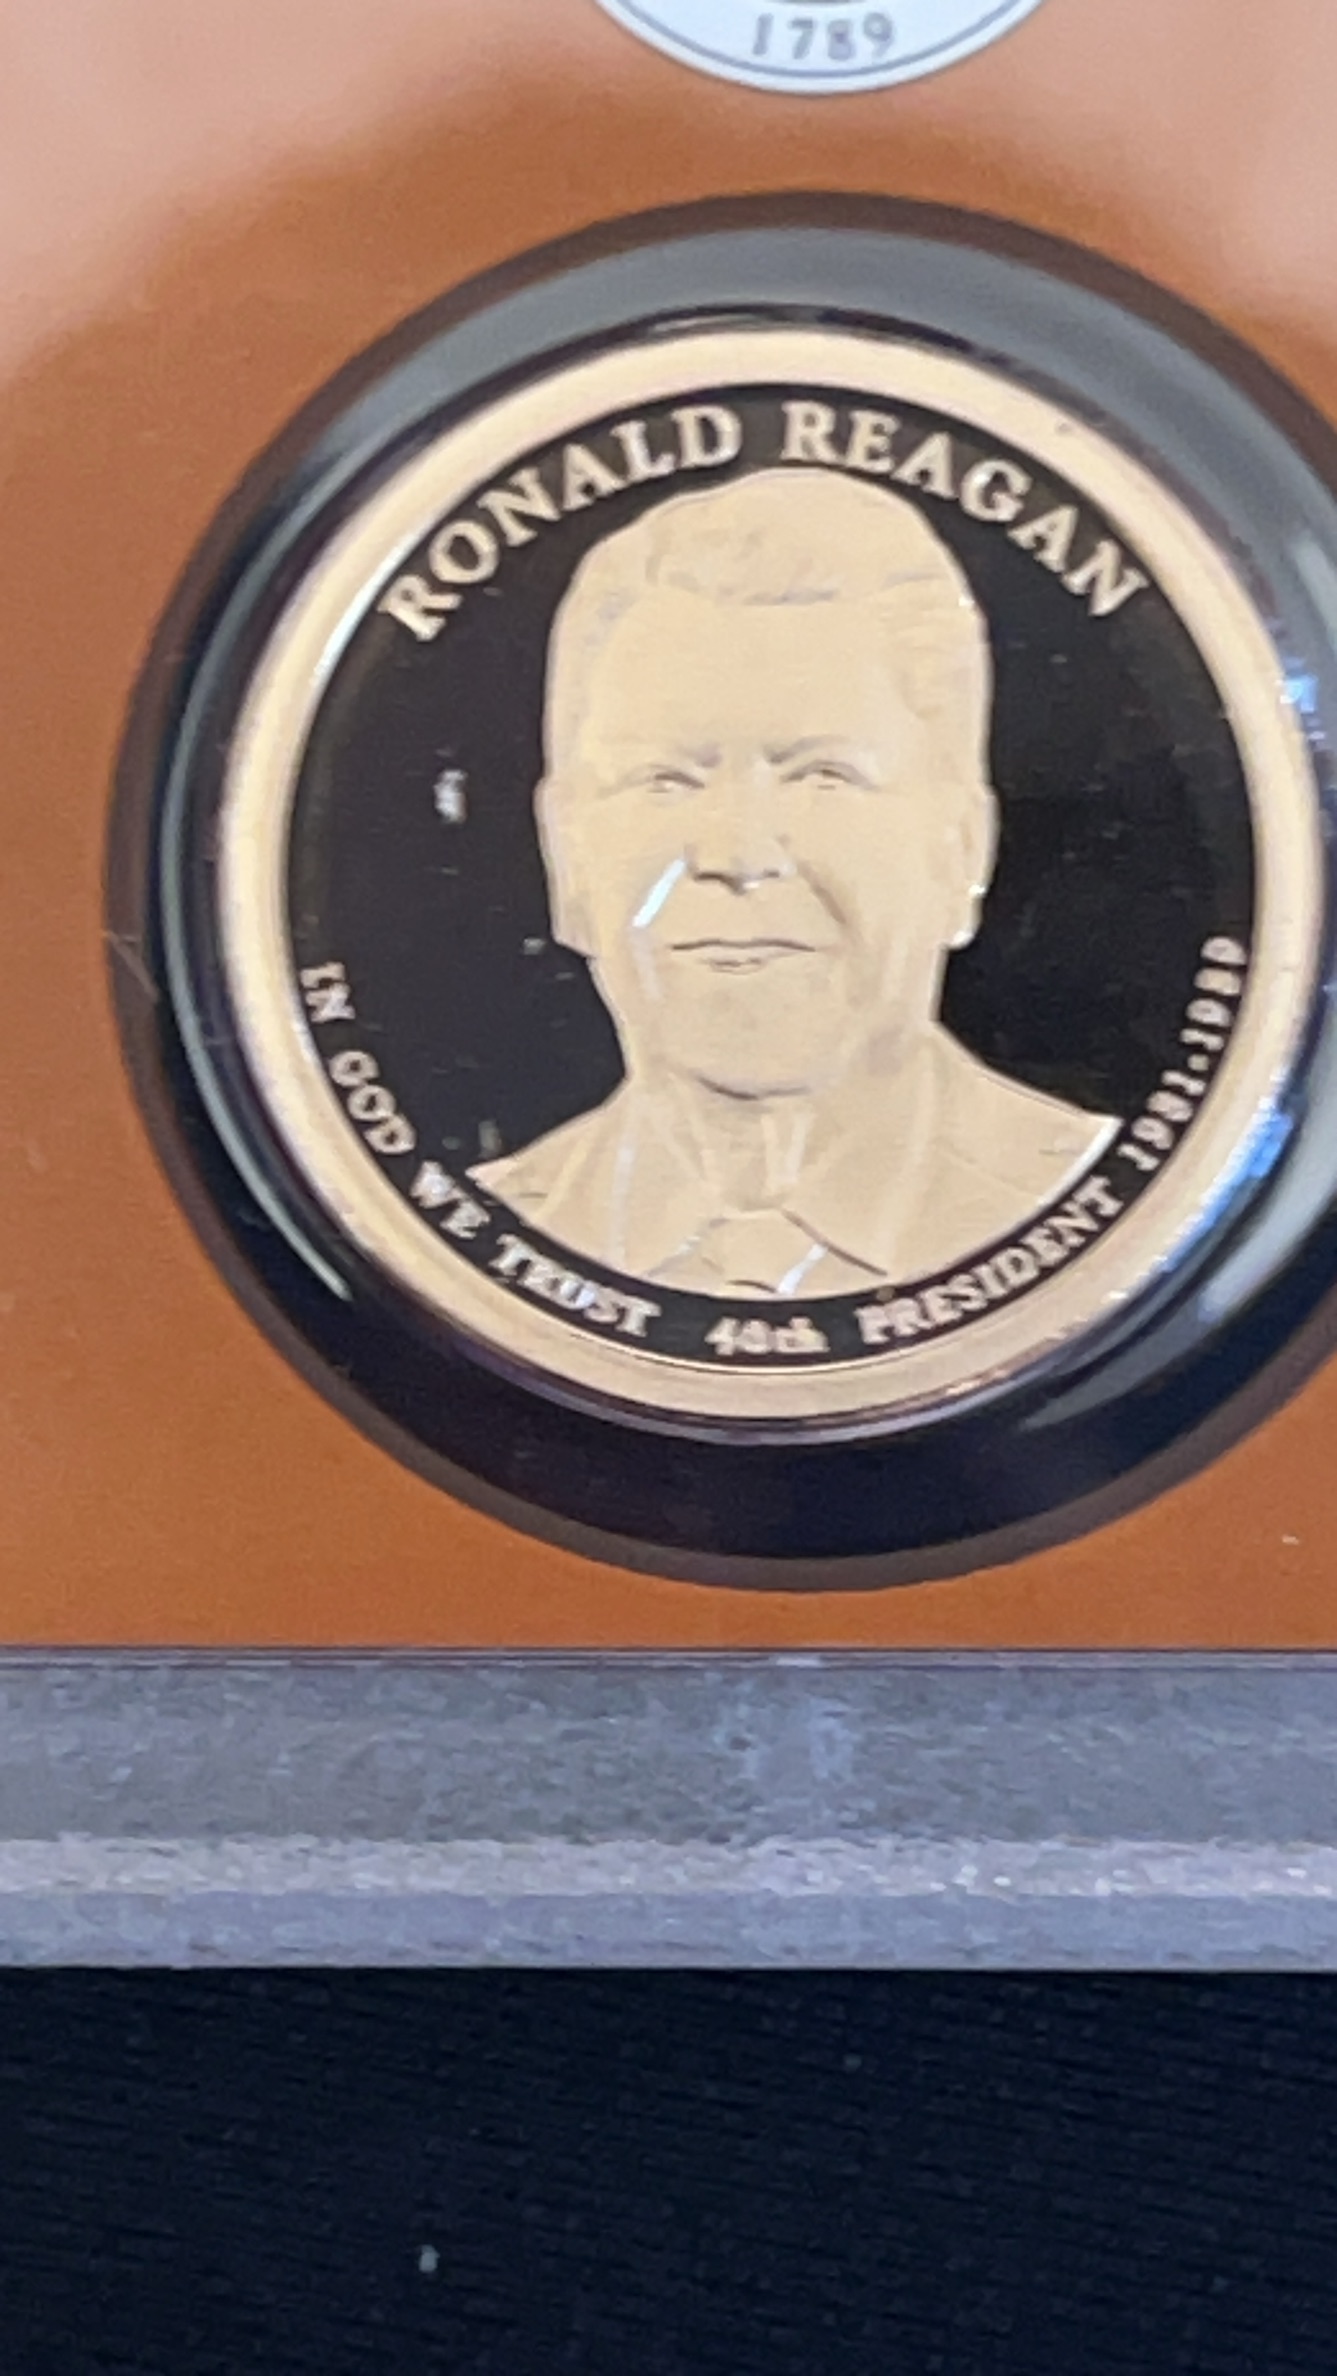 1789
RONALD REAGAN
IN GOD WE TRUST 40th PRESIDENT 1981-1989